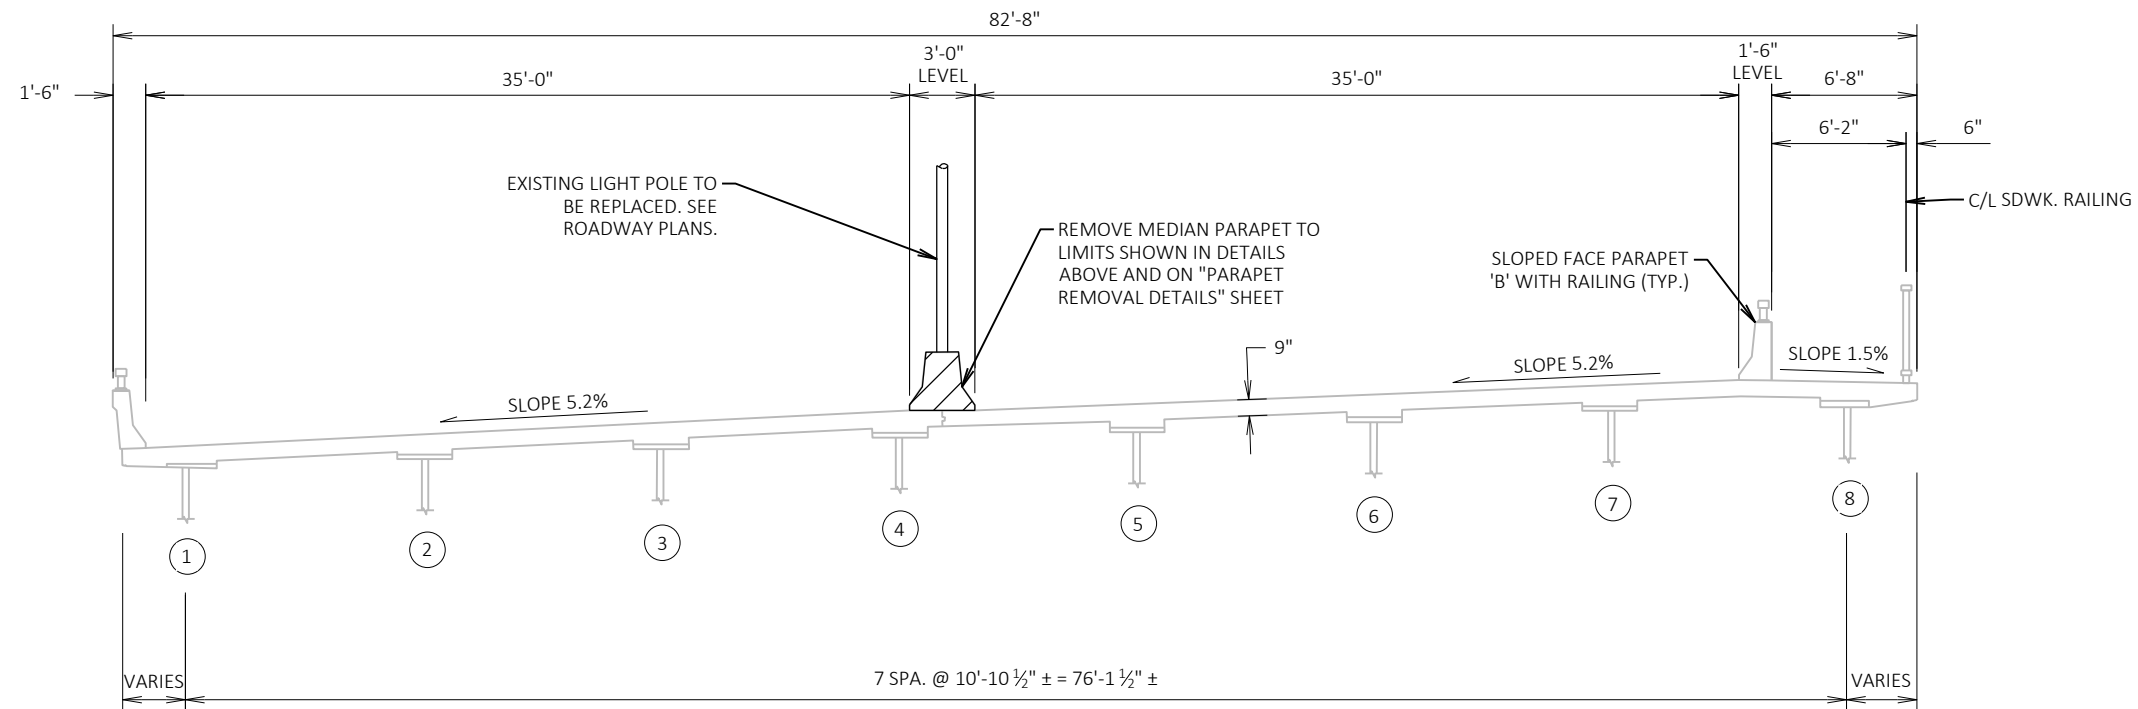 82'-8"
3'-0"
LEVEL
1'-6"
LEVEL
1'-6"
35'-0"
35'-0"
6'-8"
6'-2"
6"
EXISTING LIGHT POLE TO
BE REPLACED. SEE
ROADWAY PLANS.
C/L SDWK. RAILING
REMOVE MEDIAN PARAPET TO
LIMITS SHOWN IN DETAILS
ABOVE AND ON "PARAPET
REMOVAL DETAILS" SHEET
SLOPED FACE PARAPET
'B' WITH RAILING (TYP.)
9"
SLOPE 5.2%
SLOPE 1.5%
SLOPE 5.2%
1
2
3
4
5
6
7
8
VARIES
7 SPA. @ 10'-10 ½" ± = 76'-1 ½" ±
VARIES